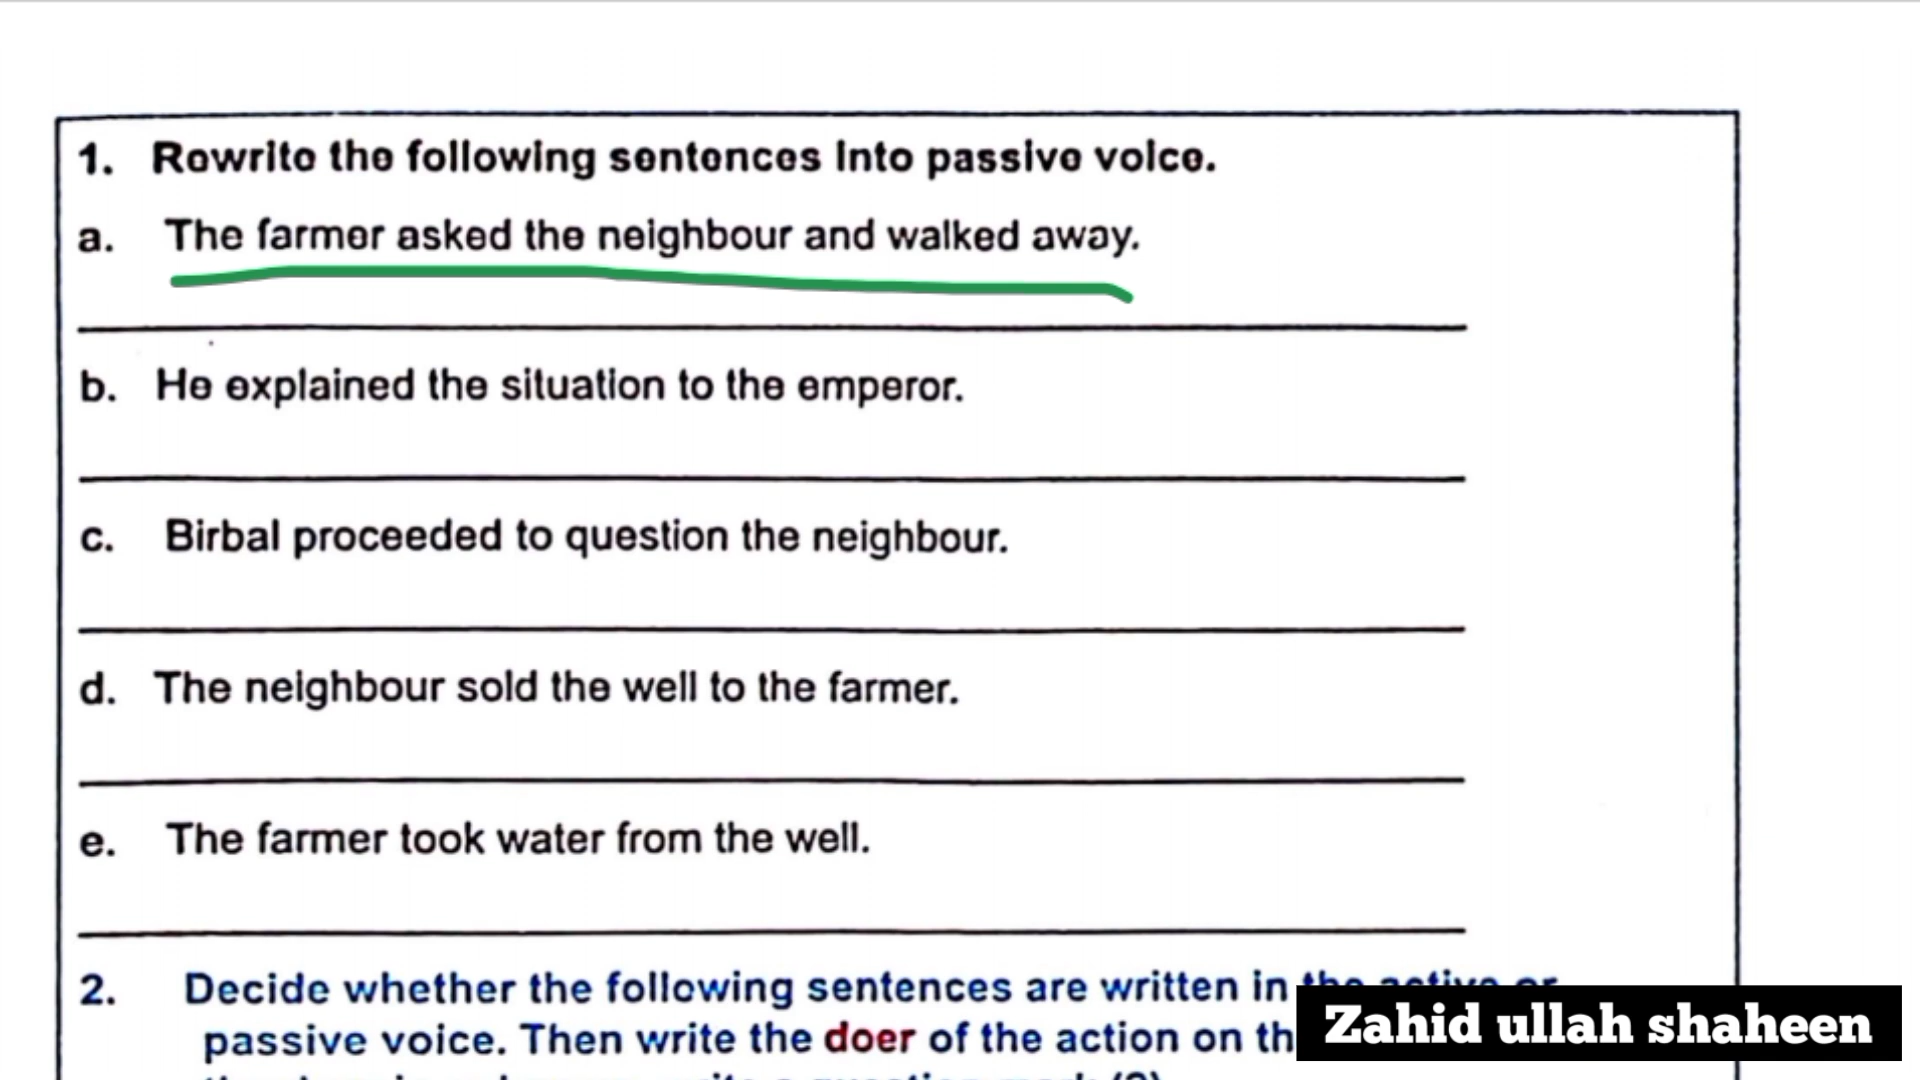 1. Rewrite the following sentences into passive voice.
a. The farmer asked the neighbour and walked away.
b. He explained the situation to the emperor.
c. Birbal proceeded to question the neighbour.
d. The neighbour sold the well to the farmer.
e. The farmer took water from the well.
2. Decide whether the following sentences are written in the active or
passive voice. Then write the doer of the action on th
Zahid ullah shaheen